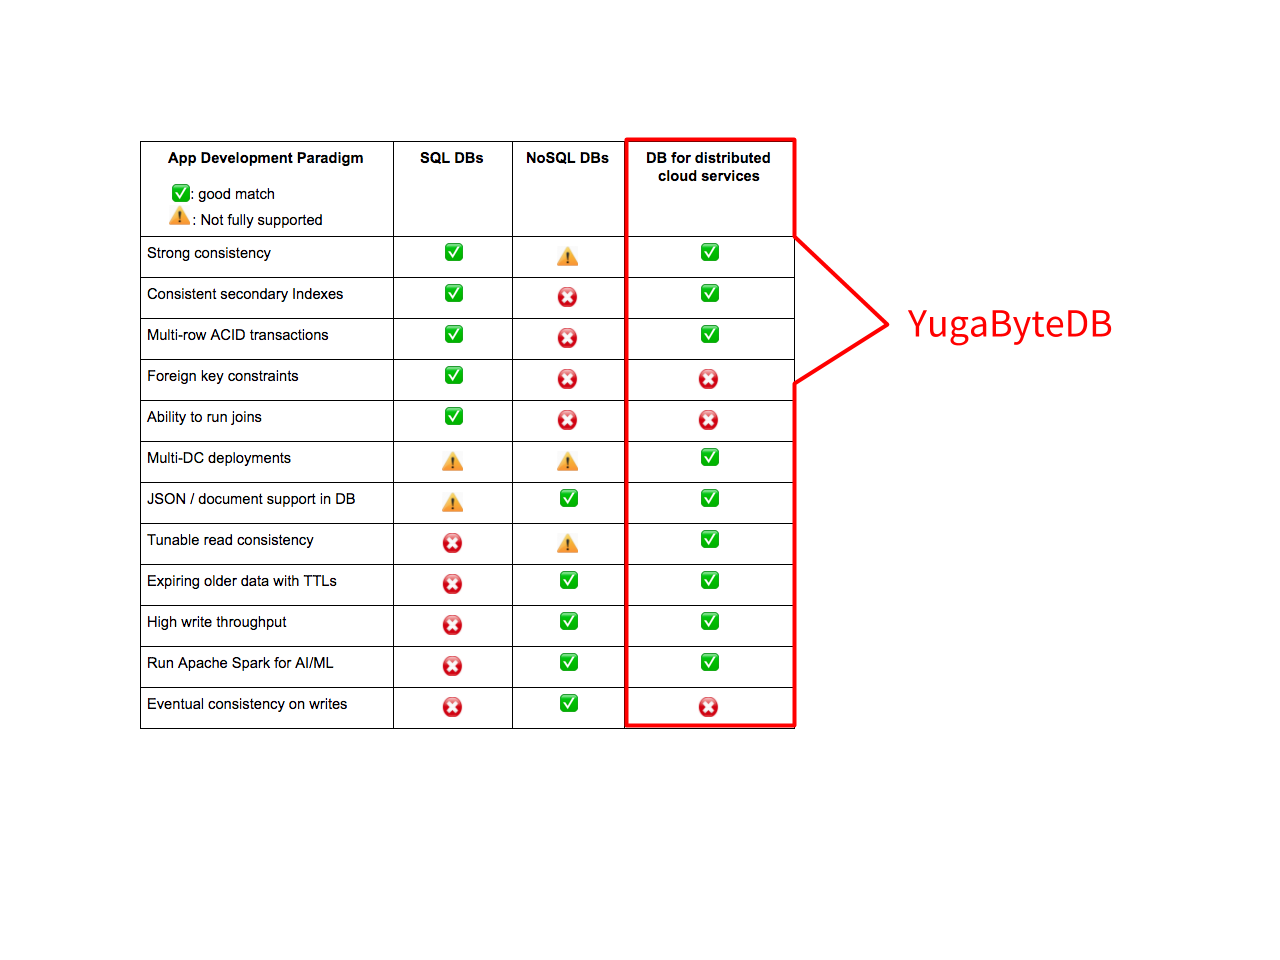 App Development Paradigm
SQL DBs
NoSQL DBs
DB for distributed
cloud services
: good match
: Not fully supported
Strong consistency
Consistent secondary Indexes
Multi-row ACID transactions
Foreign key constraints
Ability to run joins
Multi-DC deployments
JSON / document support in DB
Tunable read consistency
Expiring older data with TTLs
High write throughput
Run Apache Spark for AI/ML
Eventual consistency on writes
YugaByteDB